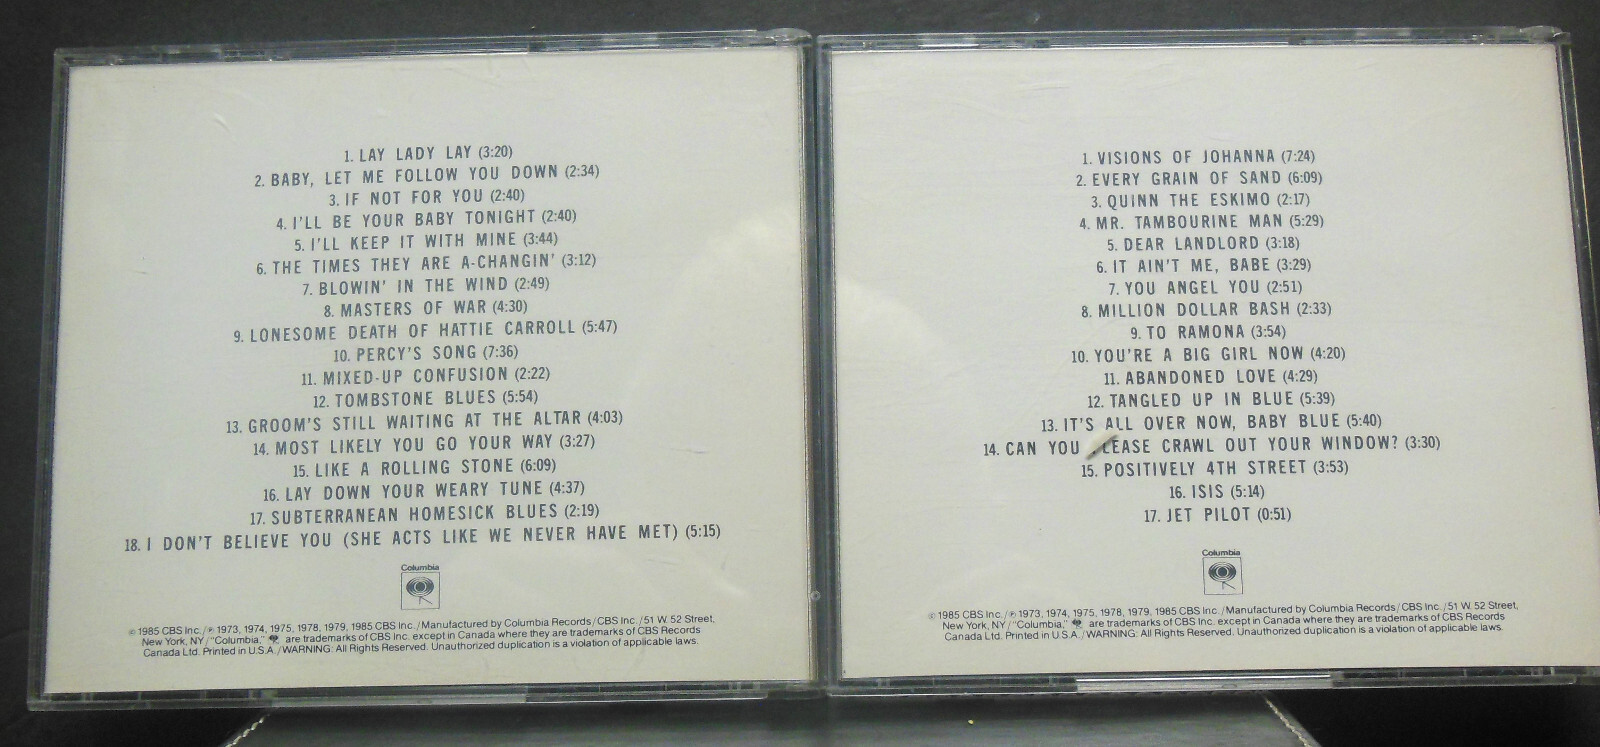 1. LAY LADY LAY (3:20)
2. BABY, LET ME FOLLOW YOU DOWN (2:34)
3. IF NOT FOR YOU (2:40)
4. I'LL BE YOUR BABY TONIGHT (2:40)
5. I'LL KEEP IT WITH MINE (3:44)
6. THE TIMES THEY ARE A-CHANGIN' (3:12)
7. BLOWIN' IN THE WIND (2:49)
8. MASTERS OF WAR (4:30)
9. LONESOME DEATH OF HATTIE CARROLL (5:47)
10. PERCY'S SONG (7:36)
11. MIXED-UP CONFUSION (2:22)
12. TOMBSTONE BLUES (5:54)
13. GROOM'S STILL WAITING AT THE ALTAR (4:03)
14. MOST LIKELY YOU GO YOUR WAY (3:27)
15. LIKE A ROLLING STONE (6:09)
16. LAY DOWN YOUR WEARY TUNE (4:37)
17. SUBTERRANEAN HOMESICK BLUES (2:19)
18. I DON'T BELIEVE YOU (SHE ACTS LIKE WE NEVER HAVE MET) (5:15)
Columbia
© 1985 CBS Inc./℗ 1973, 1974, 1975, 1978, 1979, 1985 CBS Inc./Manufactured by Columbia Records/CBS Inc./51 W. 52 Street,
New York, NY/"Columbia," are trademarks of CBS Inc. except in Canada where they are trademarks of CBS Records
Canada Ltd. Printed in U.S.A./WARNING: All Rights Reserved. Unauthorized duplication is a violation of applicable laws.
1. VISIONS OF JOHANNA (7:24)
2. EVERY GRAIN OF SAND (6:09)
3. QUINN THE ESKIMO (2:17)
4. MR. TAMBOURINE MAN (5:29)
5. DEAR LANDLORD (3:18)
6. IT AIN'T ME, BABE (3:29)
7. YOU ANGEL YOU (2:51)
8. MILLION DOLLAR BASH (2:33)
9. TO RAMONA (3:54)
10. YOU'RE A BIG GIRL NOW (4:20)
11. ABANDONED LOVE (4:29)
12. TANGLED UP IN BLUE (5:39)
13. IT'S ALL OVER NOW, BABY BLUE (5:40)
14. CAN YOU LEASE CRAWL OUT YOUR WINDOW? (3:30)
15. POSITIVELY 4TH STREET (3:53)
16. ISIS (5:14)
17. JET PILOT (0:51)
Columbia
© 1985 CBS Inc./℗ 1973, 1974, 1975, 1978, 1979, 1985 CBS Inc./Manufactured by Columbia Records/CBS Inc./51 W. 52 Street,
New York, NY/"Columbia," are trademarks of CBS Inc. except in Canada where they are trademarks of CBS Records
Canada Ltd. Printed in U.S.A./WARNING: All Rights Reserved. Unauthorized duplication is a violation of applicable laws.